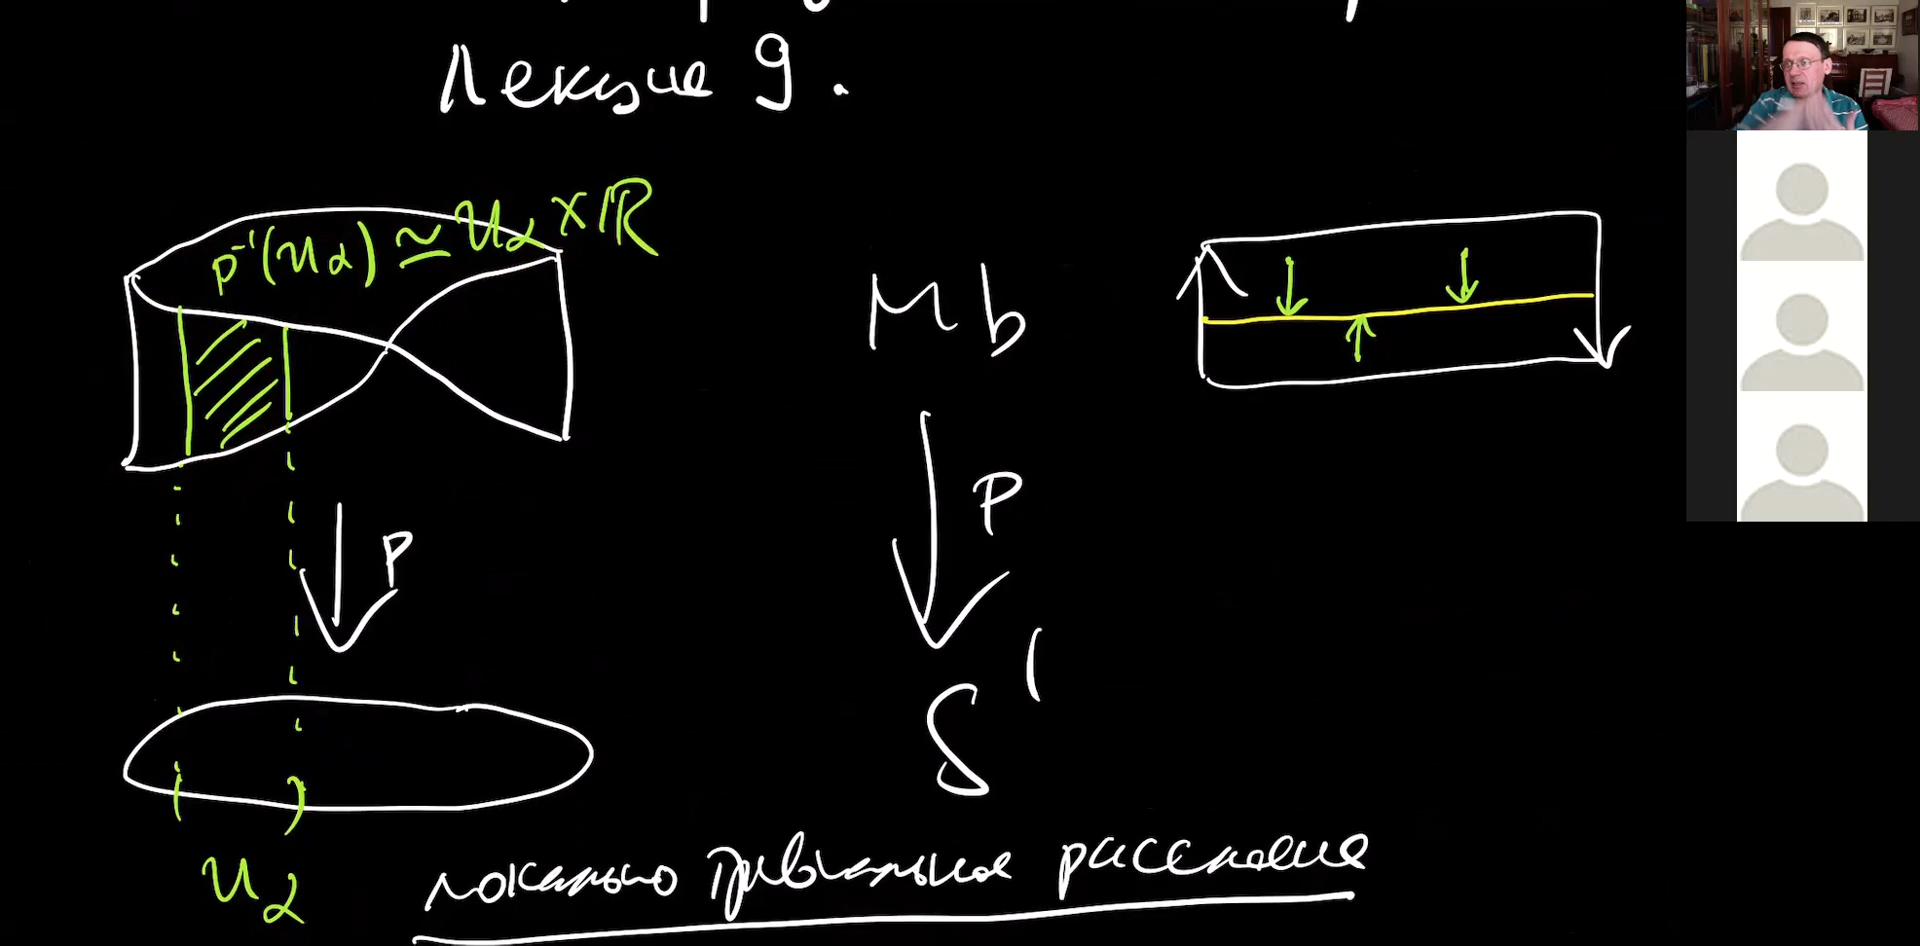 Лекция 9.
p⁻¹(U_α) ≃ U_α × ℝ
Mb
p
p
S¹
U_α
локально тривиальное расслоение